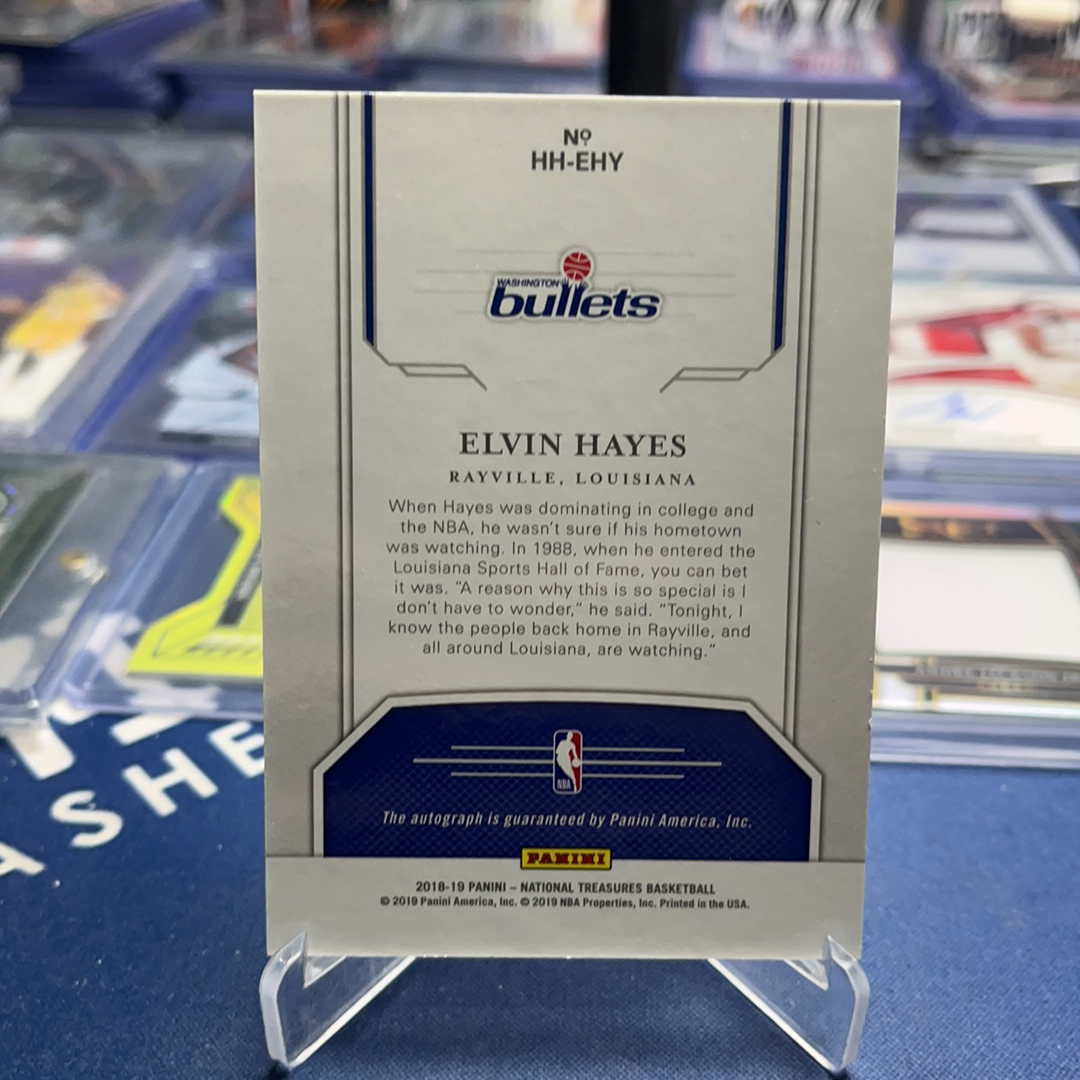 Nº
HH-EHY
WASHINGTON
bullets
ELVIN HAYES
RAYVILLE, LOUISIANA
When Hayes was dominating in college and
the NBA, he wasn't sure if his hometown
was watching. In 1988, when he entered the
Louisiana Sports Hall of Fame, you can bet
it was. "A reason why this is so special is I
don't have to wonder," he said. "Tonight, I
know the people back home in Rayville, and
all around Louisiana, are watching."
NBA
The autograph is guaranteed by Panini America, Inc.
PANINI
2018-19 PANINI – NATIONAL TREASURES BASKETBALL
© 2019 Panini America, Inc. © 2019 NBA Properties, Inc. Printed in the USA.